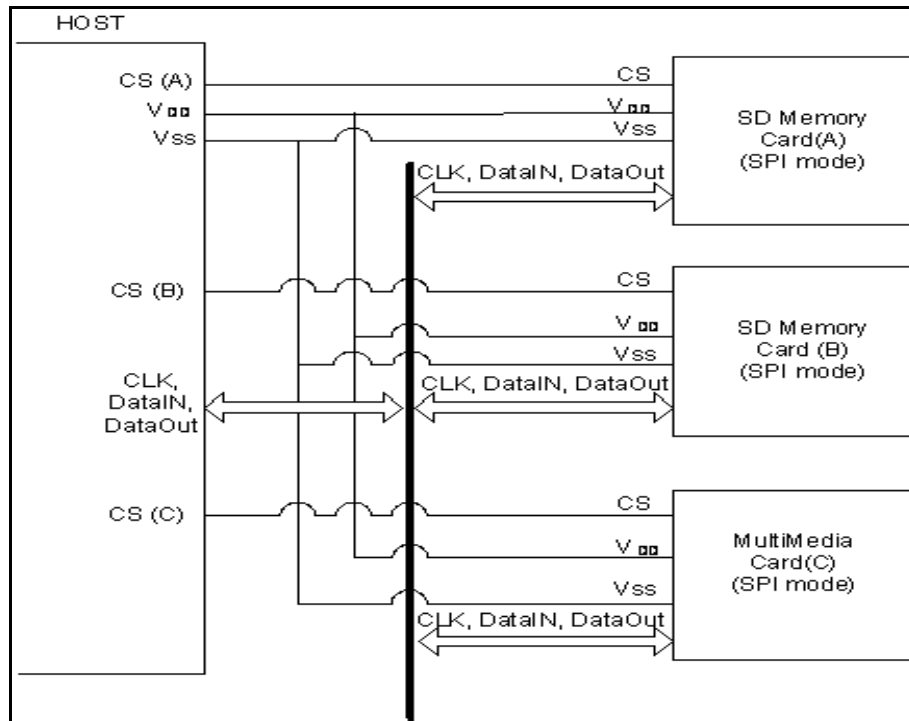 HOST
CS (A)
VDD
Vss
CS
VDD
Vss
SD Memory
Card(A)
(SPI mode)
CLK, DataIN, DataOut
CS (B)
CS
VDD
Vss
SD Memory
Card (B)
(SPI mode)
CLK,
DataIN,
DataOut
CLK, DataIN, DataOut
CS (C)
CS
VDD
Vss
MultiMedia
Card(C)
(SPI mode)
CLK, DataIN, DataOut